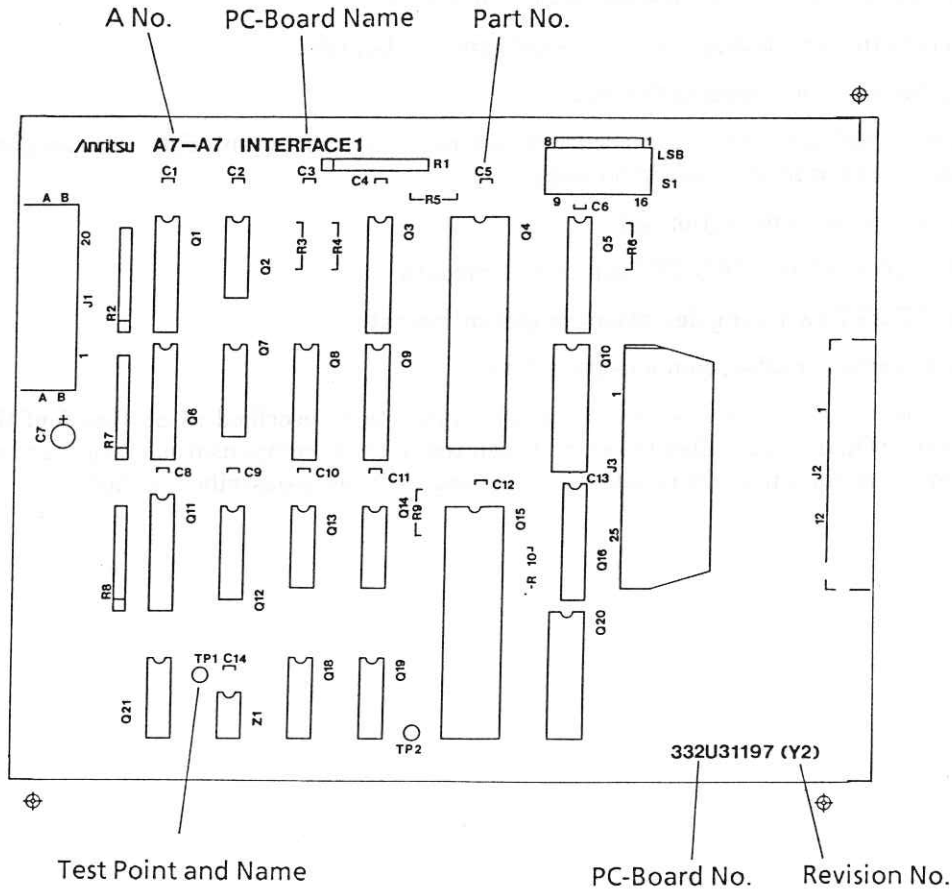 A No.
PC-Board Name
Part No.
Anritsu A7-A7 INTERFACE1
R1
8 1
LSB
S1
9 16
C1 C2 C3 C4 C5
R5
C6
A B
20
J1
1
A B
C7 +
R2
Q1
Q2
R3
R4
Q3
Q4
Q5
R6
R7
Q6
Q7
Q8
Q9
Q10
1
J3
25
1
J2
12
C8 C9 C10 C11 C12 C13
R8
Q11
Q12
Q13
Q14
R9
Q15
R 10
Q16
Q20
TP1 C14
Q21
Z1
Q18
Q19
TP2
332U31197 (Y2)
Test Point and Name
PC-Board No.
Revision No.